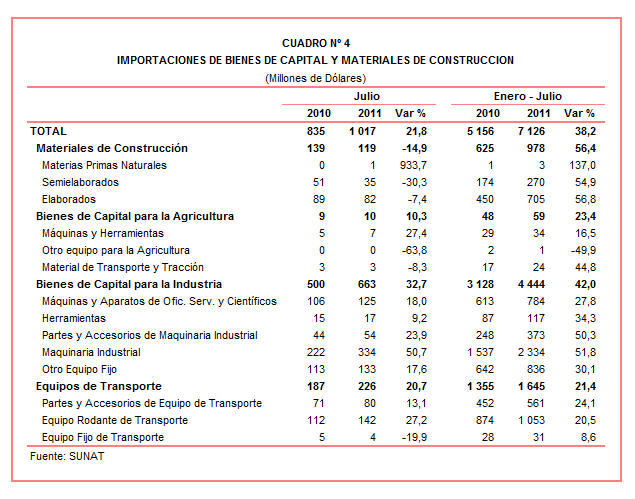 CUADRO Nº 4
IMPORTACIONES DE BIENES DE CAPITAL Y MATERIALES DE CONSTRUCCION
(Millones de Dólares)
Julio Enero - Julio
2010 2011 Var % 2010 2011 Var %
TOTAL 835 1 017 21,8 5 156 7 126 38,2
Materiales de Construcción 139 119 -14,9 625 978 56,4
Materias Primas Naturales 0 1 933,7 1 3 137,0
Semielaborados 51 35 -30,3 174 270 54,9
Elaborados 89 82 -7,4 450 705 56,8
Bienes de Capital para la Agricultura 9 10 10,3 48 59 23,4
Máquinas y Herramientas 5 7 27,4 29 34 16,5
Otro equipo para la Agricultura 0 0 -63,8 2 1 -49,9
Material de Transporte y Tracción 3 3 -8,3 17 24 44,8
Bienes de Capital para la Industria 500 663 32,7 3 128 4 444 42,0
Máquinas y Aparatos de Ofic. Serv. y Científicos 106 125 18,0 613 784 27,8
Herramientas 15 17 9,2 87 117 34,3
Partes y Accesorios de Maquinaria Industrial 44 54 23,9 248 373 50,3
Maquinaria Industrial 222 334 50,7 1 537 2 334 51,8
Otro Equipo Fijo 113 133 17,6 642 836 30,1
Equipos de Transporte 187 226 20,7 1 355 1 645 21,4
Partes y Accesorios de Equipo de Transporte 71 80 13,1 452 561 24,1
Equipo Rodante de Transporte 112 142 27,2 874 1 053 20,5
Equipo Fijo de Transporte 5 4 -19,9 28 31 8,6
Fuente: SUNAT